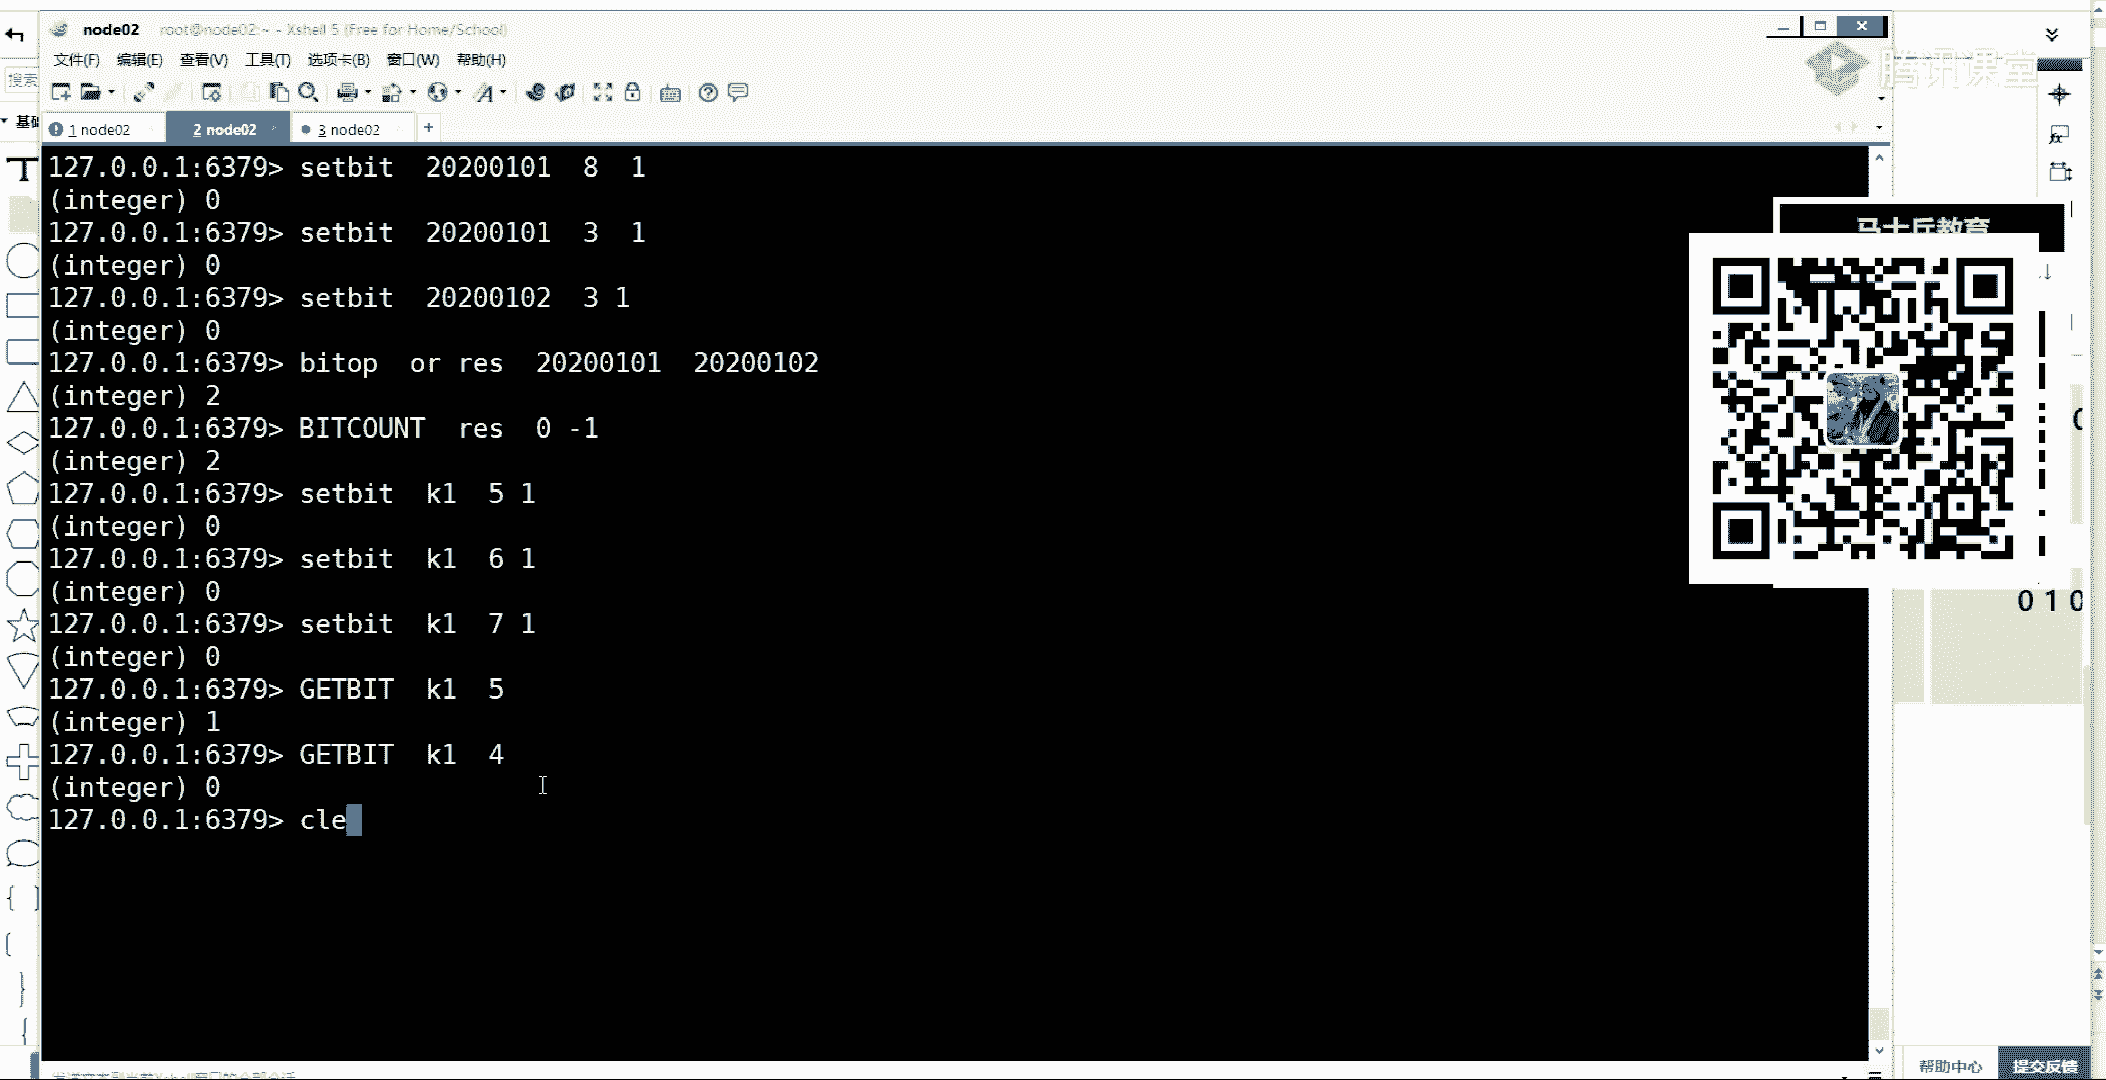 node02 root@node02:~ - Xshell 5 (Free for Home/School)
文件(F) 编辑(E) 查看(V) 工具(T) 选项卡(B) 窗口(W) 帮助(H)
搜索
腾讯课堂
基础
1 node02 2 node02 3 node02 +
127.0.0.1:6379> setbit 20200101 8 1
(integer) 0
127.0.0.1:6379> setbit 20200101 3 1
(integer) 0
127.0.0.1:6379> setbit 20200102 3 1
(integer) 0
127.0.0.1:6379> bitop or res 20200101 20200102
(integer) 2
127.0.0.1:6379> BITCOUNT res 0 -1
(integer) 2
127.0.0.1:6379> setbit k1 5 1
(integer) 0
127.0.0.1:6379> setbit k1 6 1
(integer) 0
127.0.0.1:6379> setbit k1 7 1
(integer) 0
127.0.0.1:6379> GETBIT k1 5
(integer) 1
127.0.0.1:6379> GETBIT k1 4
(integer) 0
127.0.0.1:6379> cle
马士兵教育
0 1 0
帮助中心 提交反馈